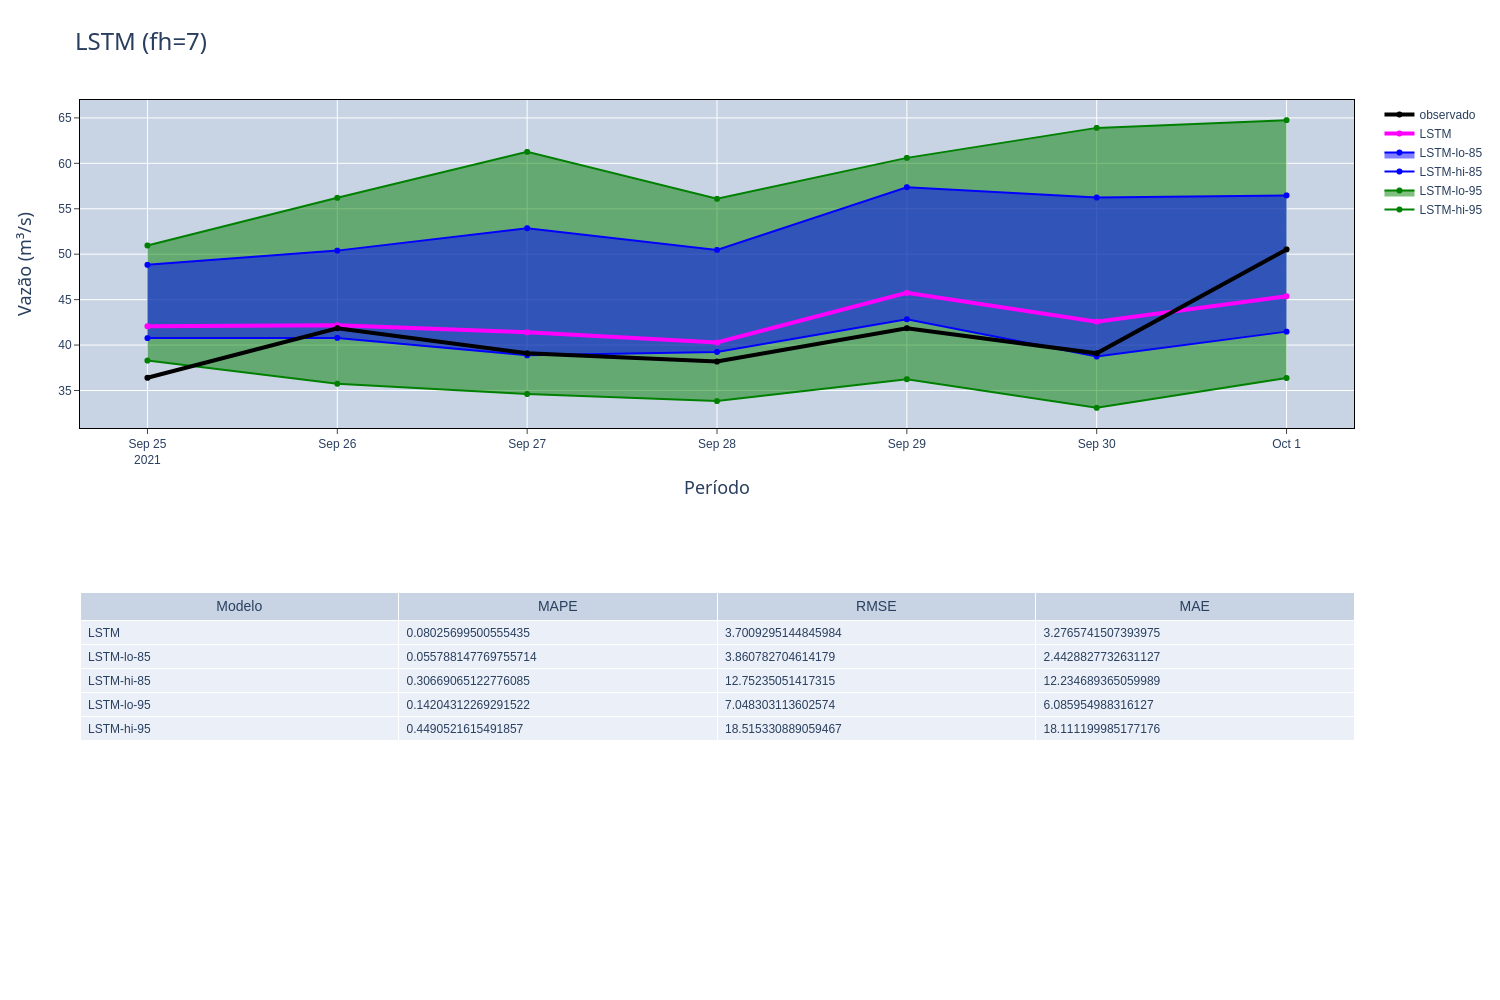 LSTM (fh=7)
Vazão (m³/s)
65
60
55
50
45
40
35
Sep 25
2021
Sep 26
Sep 27
Sep 28
Sep 29
Sep 30
Oct 1
Período
observado
LSTM
LSTM-lo-85
LSTM-hi-85
LSTM-lo-95
LSTM-hi-95
Modelo MAPE RMSE MAE
LSTM 0.08025699500555435 3.7009295144845984 3.2765741507393975
LSTM-lo-85 0.055788147769755714 3.860782704614179 2.4428827732631127
LSTM-hi-85 0.30669065122776085 12.75235051417315 12.234689365059989
LSTM-lo-95 0.14204312269291522 7.048303113602574 6.085954988316127
LSTM-hi-95 0.4490521615491857 18.515330889059467 18.111199985177176